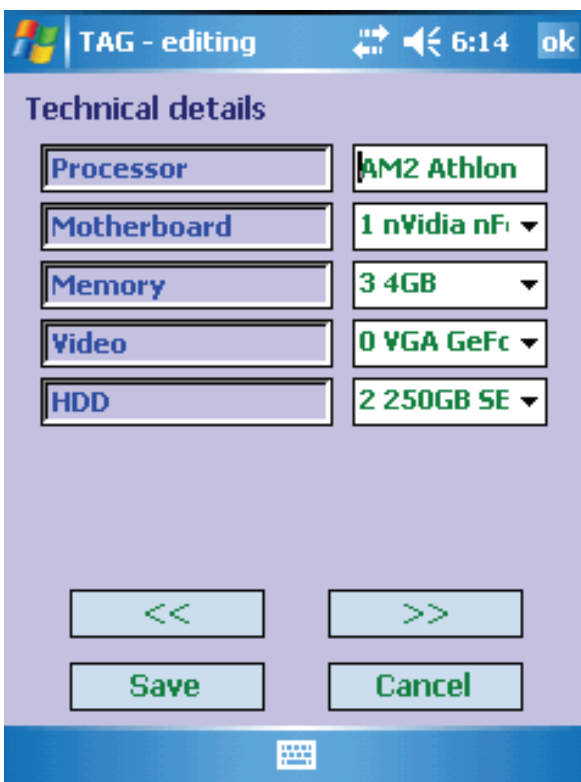 TAG - editing 6:14 ok
Technical details
Processor AM2 Athlon
Motherboard 1 nVidia nF
Memory 3 4GB
Video 0 VGA GeFc
HDD 2 250GB SE
<< >>
Save Cancel